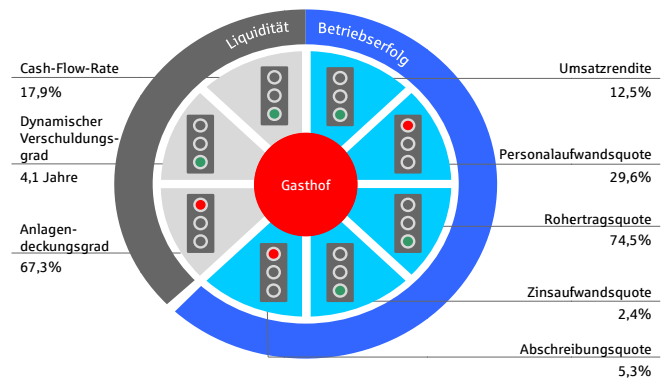 Liquidität
Betriebserfolg
Cash-Flow-Rate
17,9%
Dynamischer
Verschuldungs-
grad
4,1 Jahre
Anlagen-
deckungsgrad
67,3%
Gasthof
Umsatzrendite
12,5%
Personalaufwandsquote
29,6%
Rohertragsquote
74,5%
Zinsaufwandsquote
2,4%
Abschreibungsquote
5,3%